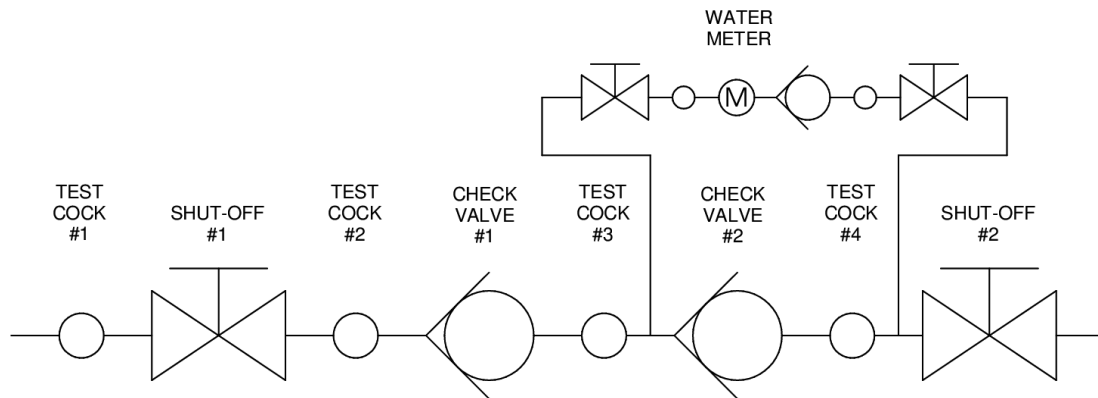 WATER
METER
M
TEST
COCK
#1
SHUT-OFF
#1
TEST
COCK
#2
CHECK
VALVE
#1
TEST
COCK
#3
CHECK
VALVE
#2
TEST
COCK
#4
SHUT-OFF
#2